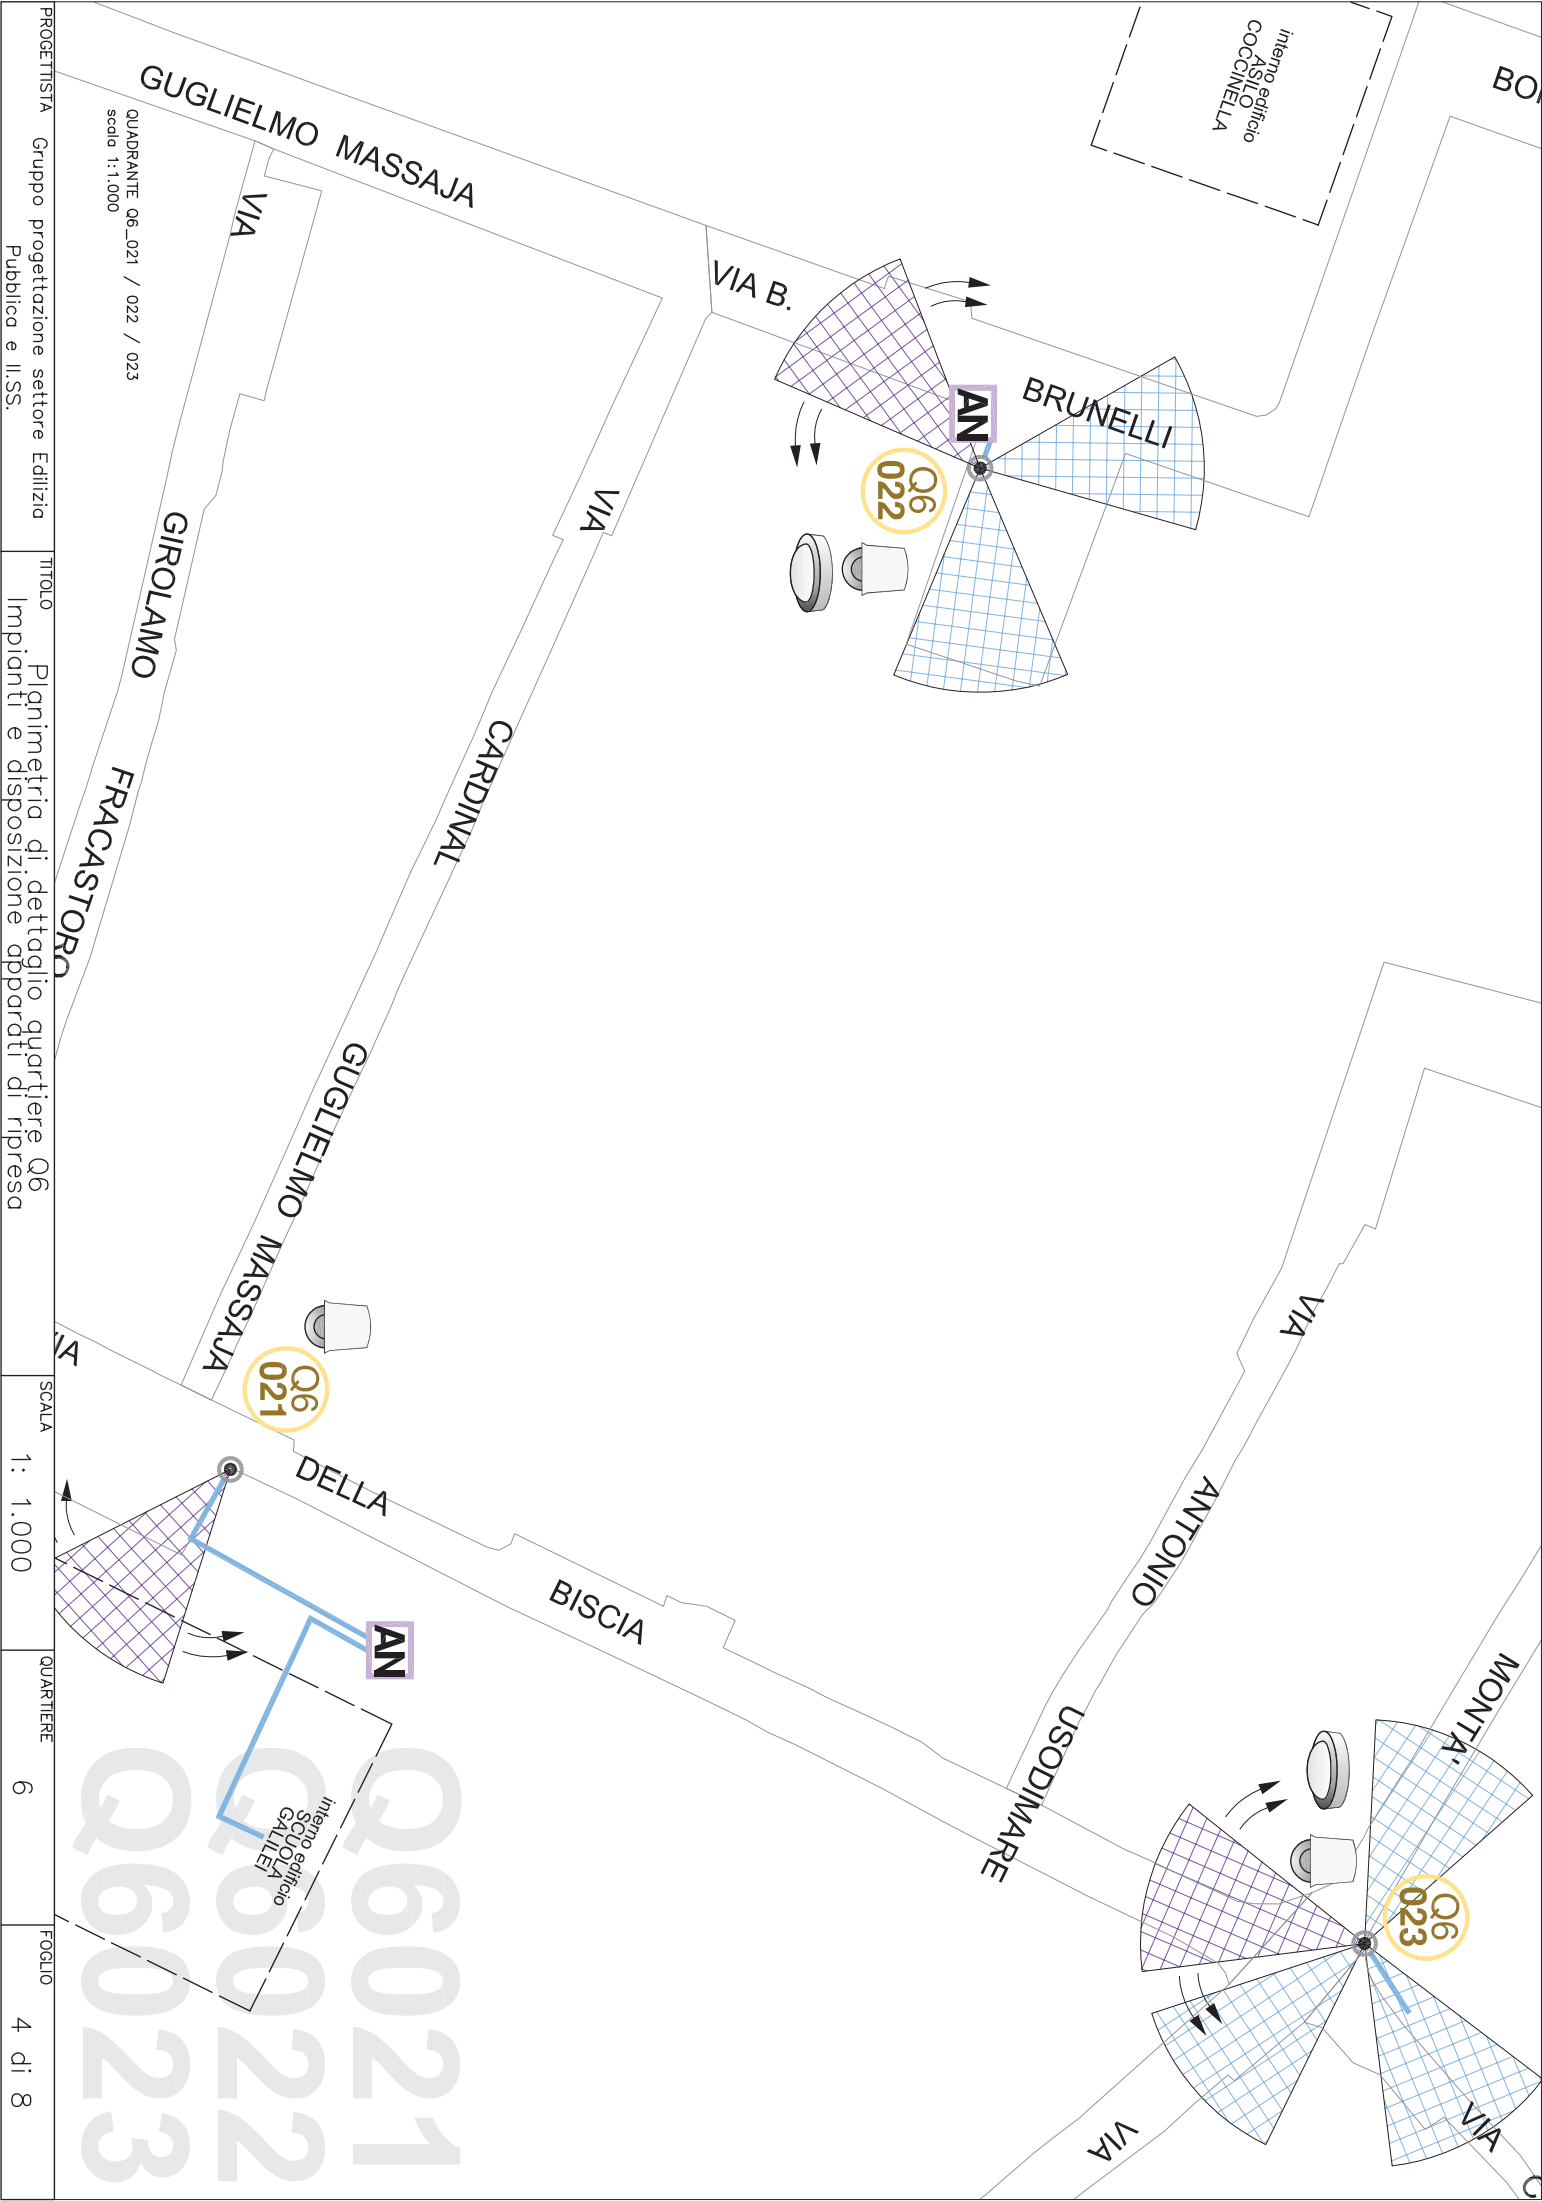 BO
interno edificio
ASILO
COCCINELLA
GUGLIELMO MASSAJA
VIA B.
BRUNELLI
AN
Q6
022
QUADRANTE Q6_021 / 022 / 023
scala 1:1.000
VIA
GIROLAMO
FRACASTORO
VIA
CARDINAL
GUGLIELMO MASSAJA
Q6
021
VIA
DELLA
BISCIA
AN
VIA
ANTONIO
USODIMARE
MONTA'
Q6
023
VIA
VIA
C
interno edificio
SCUOLA
GALILEI
Q6021
Q6022
Q6023
PROGETTISTA
Gruppo progettazione settore Edilizia
Pubblica e II.SS.
TITOLO
Planimetria di dettaglio quartiere Q6
Impianti e disposizione apparati di ripresa
SCALA
1: 1.000
QUARTIERE
6
FOGLIO
4 di 8